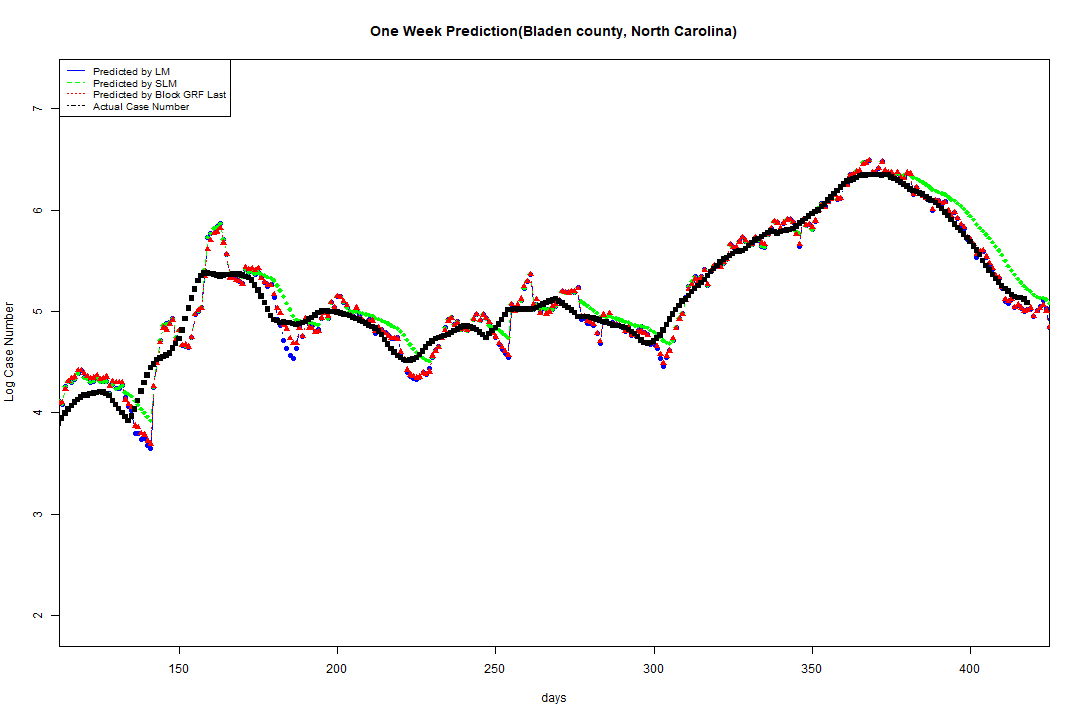 One Week Prediction(Bladen county, North Carolina)
Predicted by LM
Predicted by SLM
Predicted by Block GRF Last
Actual Case Number
Log Case Number
7
6
5
4
3
2
150 200 250 300 350 400
days